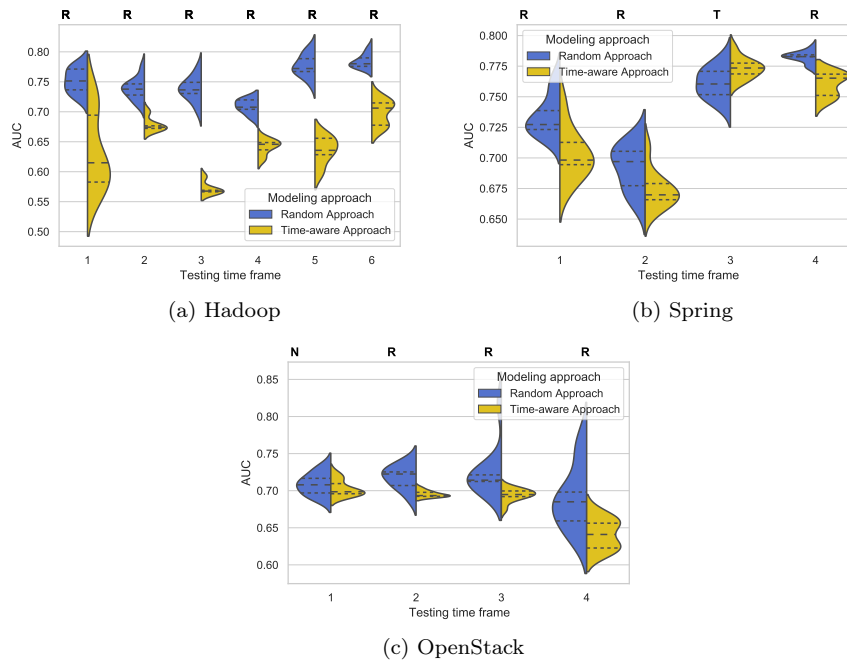 R R R R R R
0.80
0.75
0.70
0.65
0.60
0.55
0.50
AUC
Modeling approach
Random Approach
Time-aware Approach
1 2 3 4 5 6
Testing time frame
(a) Hadoop
R R T R
0.800
0.775
0.750
0.725
0.700
0.675
0.650
AUC
Modeling approach
Random Approach
Time-aware Approach
1 2 3 4
Testing time frame
(b) Spring
N R R R
0.85
0.80
0.75
0.70
0.65
0.60
AUC
Modeling approach
Random Approach
Time-aware Approach
1 2 3 4
Testing time frame
(c) OpenStack